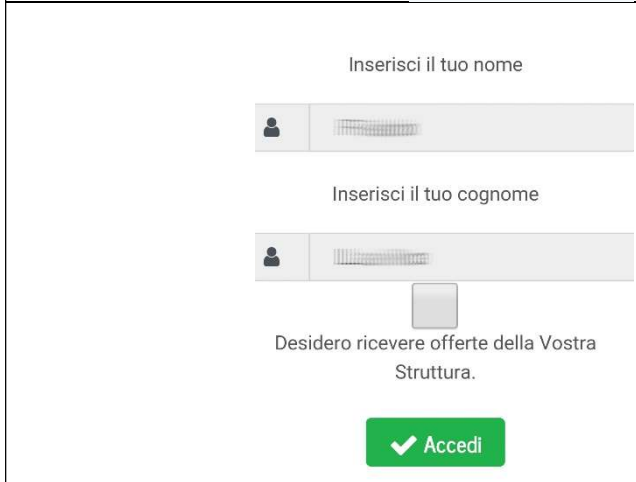 Inserisci il tuo nome
Inserisci il tuo cognome
Desidero ricevere offerte della Vostra
Struttura.
Accedi